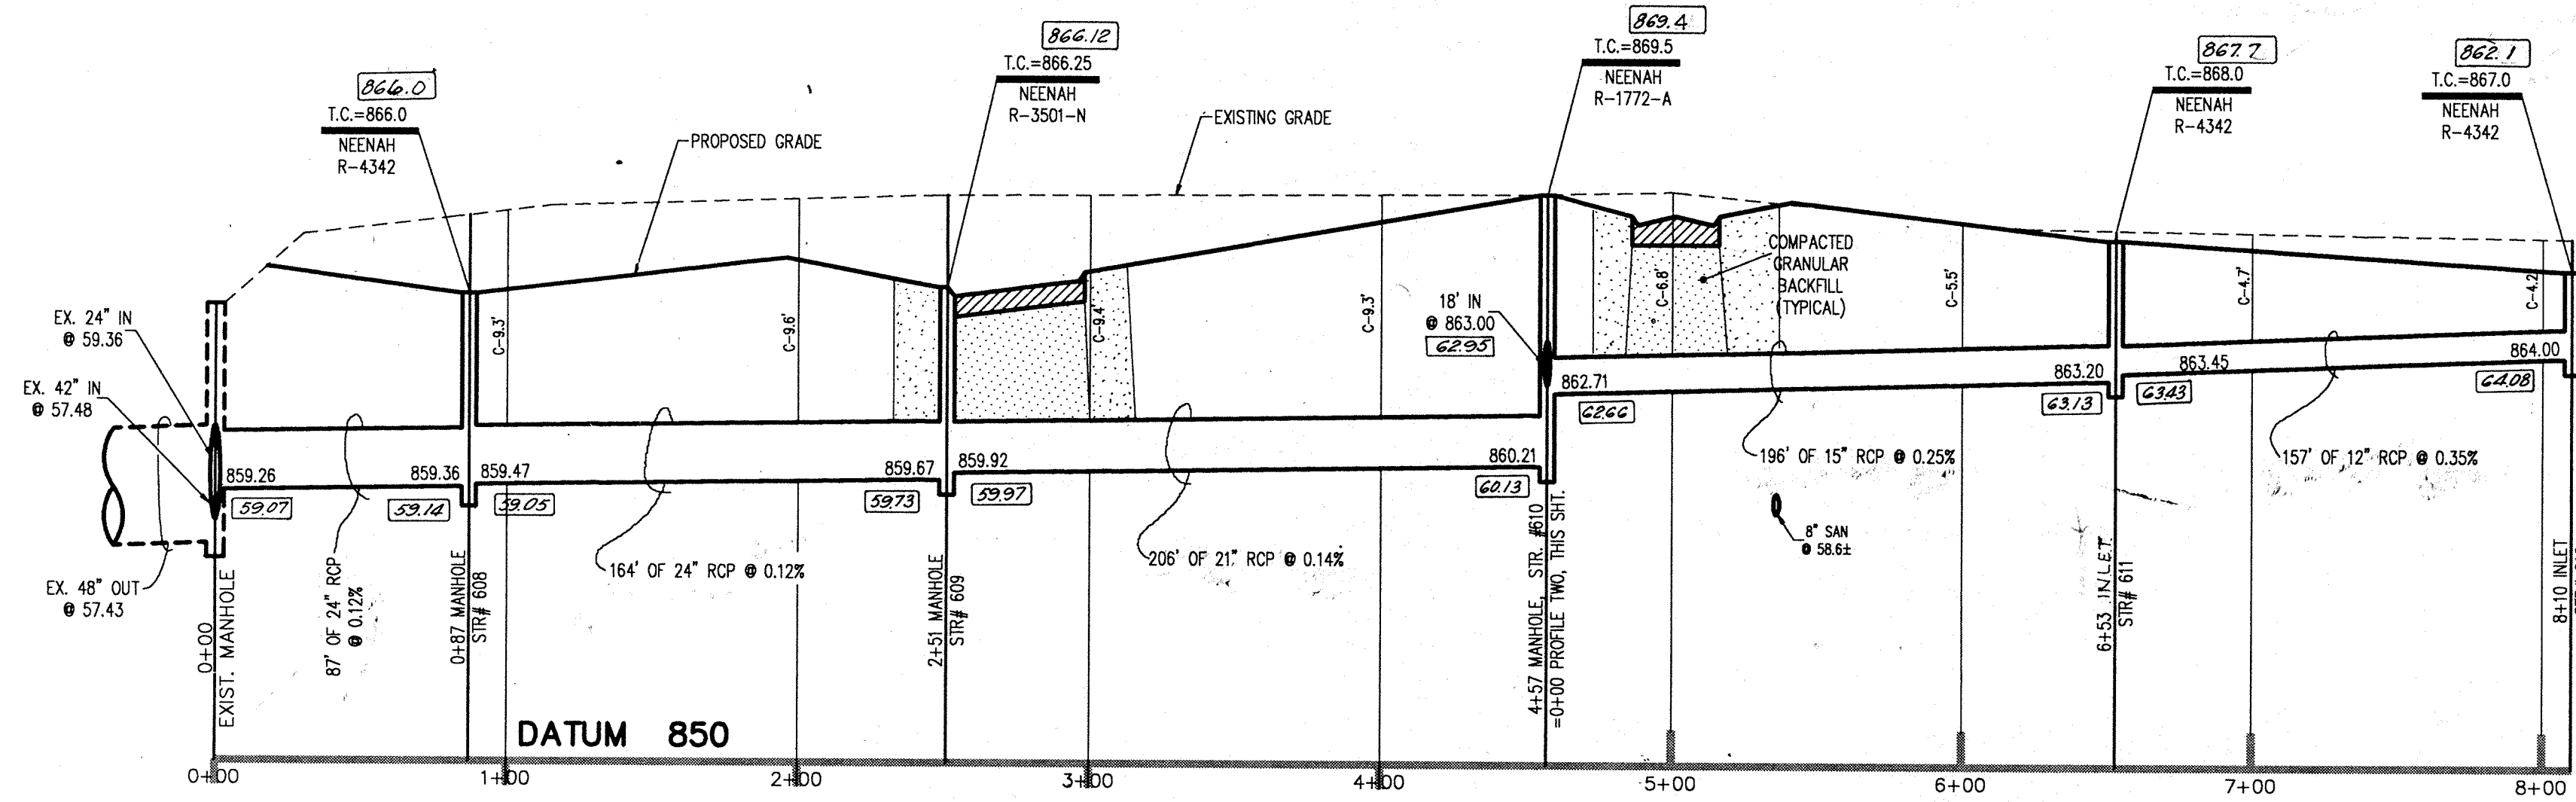 866.0
T.C.=866.0
NEENAH
R-4342
866.12
T.C.=866.25
NEENAH
R-3501-N
869.4
T.C.=869.5
NEENAH
R-1772-A
867.7
T.C.=868.0
NEENAH
R-4342
862.1
T.C.=867.0
NEENAH
R-4342
PROPOSED GRADE
EXISTING GRADE
COMPACTED
GRANULAR
BACKFILL
(TYPICAL)
C-9.3'
C-9.6'
C-9.4'
C-9.3'
C-6.8'
C-5.5'
C-4.7'
C-4.2
EX. 24" IN
@ 59.36
EX. 42" IN
@ 57.48
EX. 48" OUT
@ 57.43
18' IN
@ 863.00
62.95
859.26
59.07
859.36
59.14
859.47
59.05
859.67
59.73
859.92
59.97
860.21
60.13
862.71
62.66
863.20
63.13
863.45
63.43
864.00
64.08
87' OF 24" RCP
@ 0.12%
164' OF 24" RCP @ 0.12%
206' OF 21" RCP @ 0.14%
196' OF 15" RCP @ 0.25%
157' OF 12" RCP @ 0.35%
8" SAN
@ 58.6±
0+00
EXIST. MANHOLE
0+87 MANHOLE
STR# 608
2+51 MANHOLE
STR# 609
4+57 MANHOLE, STR. #610
=0+00 PROFILE TWO, THIS SHT.
6+53 INLET
STR# 611
8+10 INLET
DATUM 850
0+00
1+00
2+00
3+00
4+00
5+00
6+00
7+00
8+00